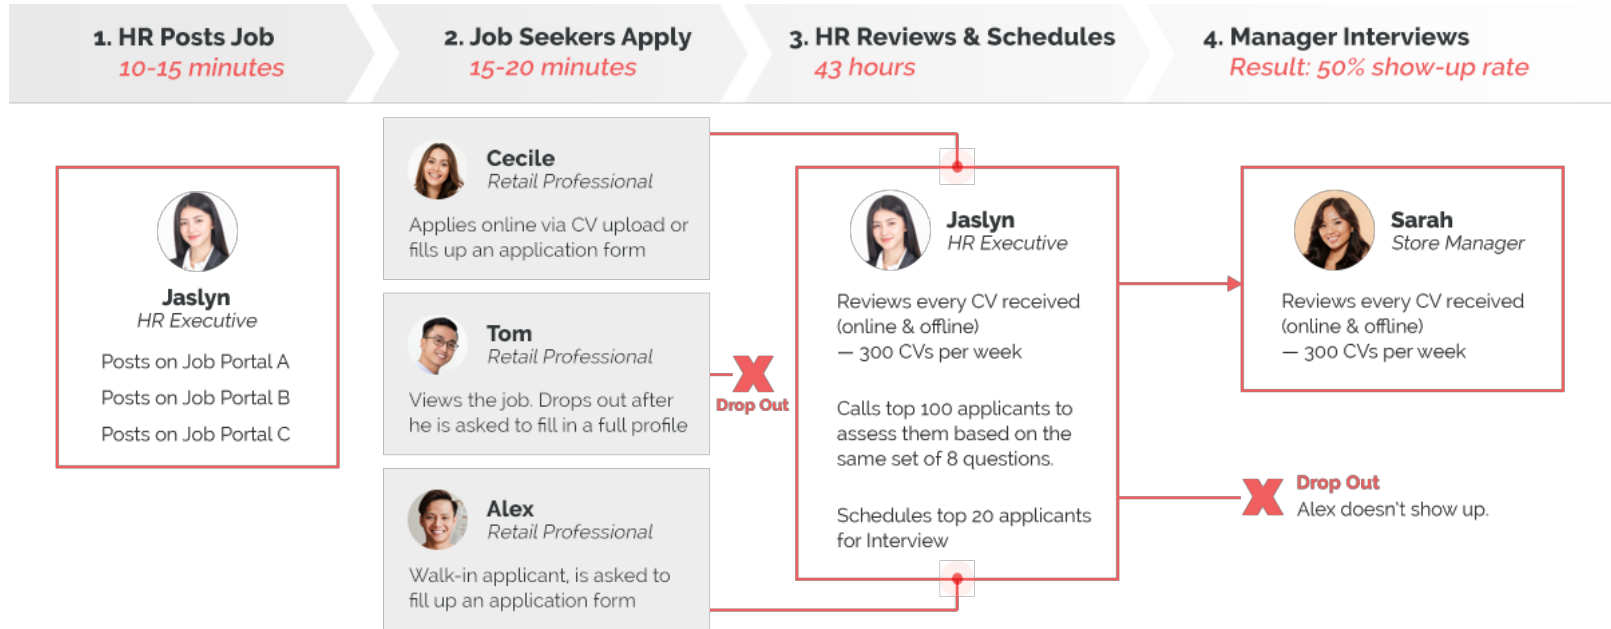 1. HR Posts Job
10-15 minutes
2. Job Seekers Apply
15-20 minutes
3. HR Reviews & Schedules
43 hours
4. Manager Interviews
Result: 50% show-up rate
Jaslyn
HR Executive
Posts on Job Portal A
Posts on Job Portal B
Posts on Job Portal C
Cecile
Retail Professional
Applies online via CV upload or
fills up an application form
Tom
Retail Professional
Views the job. Drops out after
he is asked to fill in a full profile
Drop Out
Alex
Retail Professional
Walk-in applicant, is asked to
fill up an application form
Jaslyn
HR Executive
Reviews every CV received
(online & offline)
— 300 CVs per week
Calls top 100 applicants to
assess them based on the
same set of 8 questions.
Schedules top 20 applicants
for Interview
Sarah
Store Manager
Reviews every CV received
(online & offline)
— 300 CVs per week
Drop Out
Alex doesn't show up.